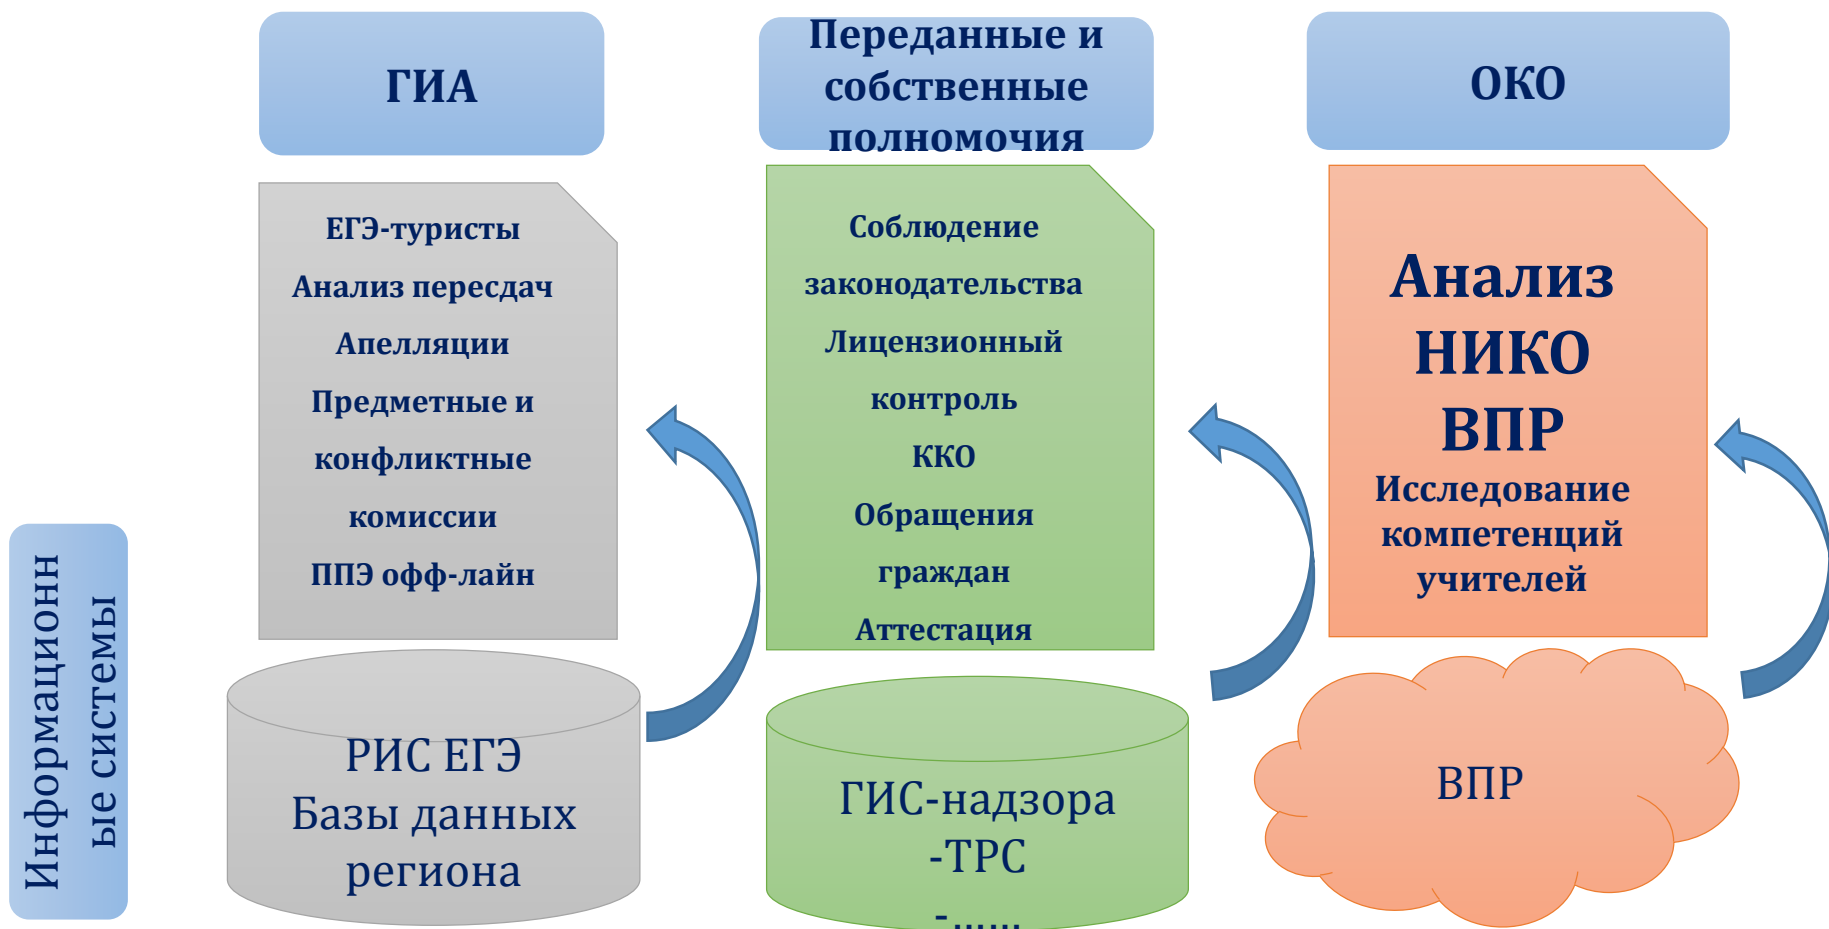 ГИА
Переданные и
собственные
полномочия
ОКО
ЕГЭ-туристы
Анализ пересдач
Апелляции
Предметные и
конфликтные
комиссии
ППЭ офф-лайн
Соблюдение
законодательства
Лицензионный
контроль
ККО
Обращения
граждан
Аттестация
Анализ
НИКО
ВПР
Исследование
компетенций
учителей
Информационн
ые системы
РИС ЕГЭ
Базы данных
региона
ГИС-надзора
-ТРС
-......
ВПР